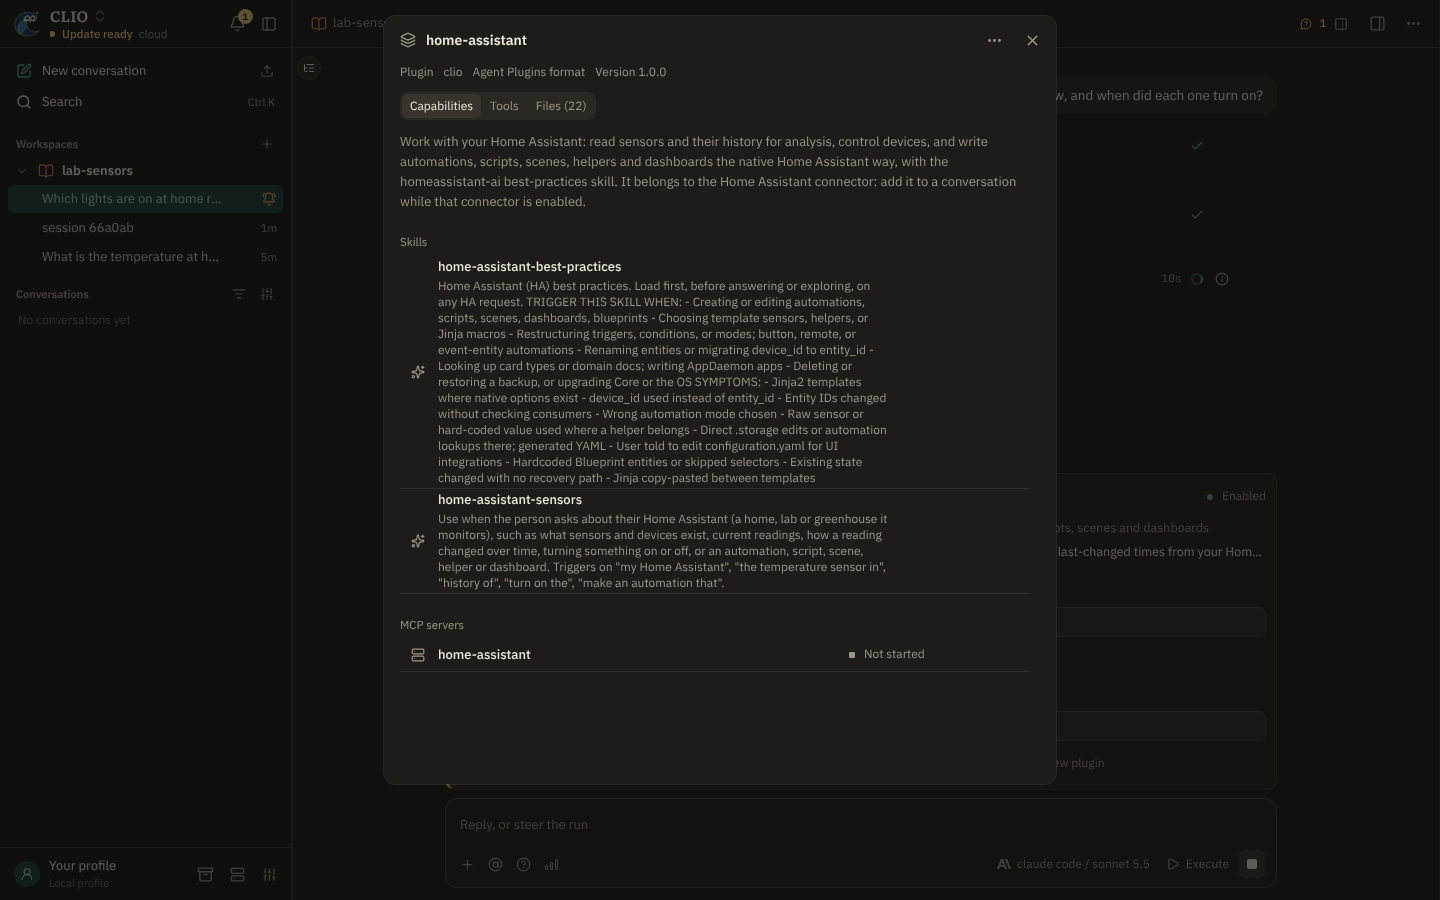 CLIO
Update ready cloud
1
New conversation
Search Ctrl K
Workspaces
lab-sensors
Which lights are on at home r...
session 66a0ab 1m
What is the temperature at h... 5m
Conversations
No conversations yet
Your profile
Local profile
lab-sens
1
w, and when did each one turn on?
10s
Enabled
ots, scenes and dashboards
last-changed times from your Hom...
ew plugin
Reply, or steer the run
claude code / sonnet 5.5 Execute
home-assistant
Plugin clio Agent Plugins format Version 1.0.0
Capabilities Tools Files (22)
Work with your Home Assistant: read sensors and their history for analysis, control devices, and write
automations, scripts, scenes, helpers and dashboards the native Home Assistant way, with the
homeassistant-ai best-practices skill. It belongs to the Home Assistant connector: add it to a conversation
while that connector is enabled.
Skills
home-assistant-best-practices
Home Assistant (HA) best practices. Load first, before answering or exploring, on
any HA request. TRIGGER THIS SKILL WHEN: - Creating or editing automations,
scripts, scenes, dashboards, blueprints - Choosing template sensors, helpers, or
Jinja macros - Restructuring triggers, conditions, or modes; button, remote, or
event-entity automations - Renaming entities or migrating device_id to entity_id -
Looking up card types or domain docs; writing AppDaemon apps - Deleting or
restoring a backup, or upgrading Core or the OS SYMPTOMS: - Jinja2 templates
where native options exist - device_id used instead of entity_id - Entity IDs changed
without checking consumers - Wrong automation mode chosen - Raw sensor or
hard-coded value used where a helper belongs - Direct .storage edits or automation
lookups there; generated YAML - User told to edit configuration.yaml for UI
integrations - Hardcoded Blueprint entities or skipped selectors - Existing state
changed with no recovery path - Jinja copy-pasted between templates
home-assistant-sensors
Use when the person asks about their Home Assistant (a home, lab or greenhouse it
monitors), such as what sensors and devices exist, current readings, how a reading
changed over time, turning something on or off, or an automation, script, scene,
helper or dashboard. Triggers on "my Home Assistant", "the temperature sensor in",
"history of", "turn on the", "make an automation that".
MCP servers
home-assistant Not started